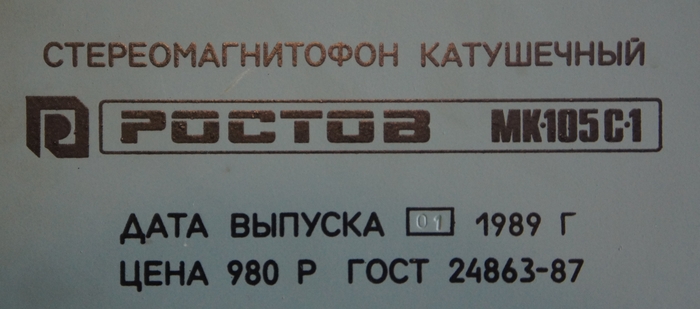 СТЕРЕОМАГНИТОФОН КАТУШЕЧНЫЙ
РОСТОВ МК·105С·1
ДАТА ВЫПУСКА 01 1989 Г
ЦЕНА 980 Р ГОСТ 24863-87